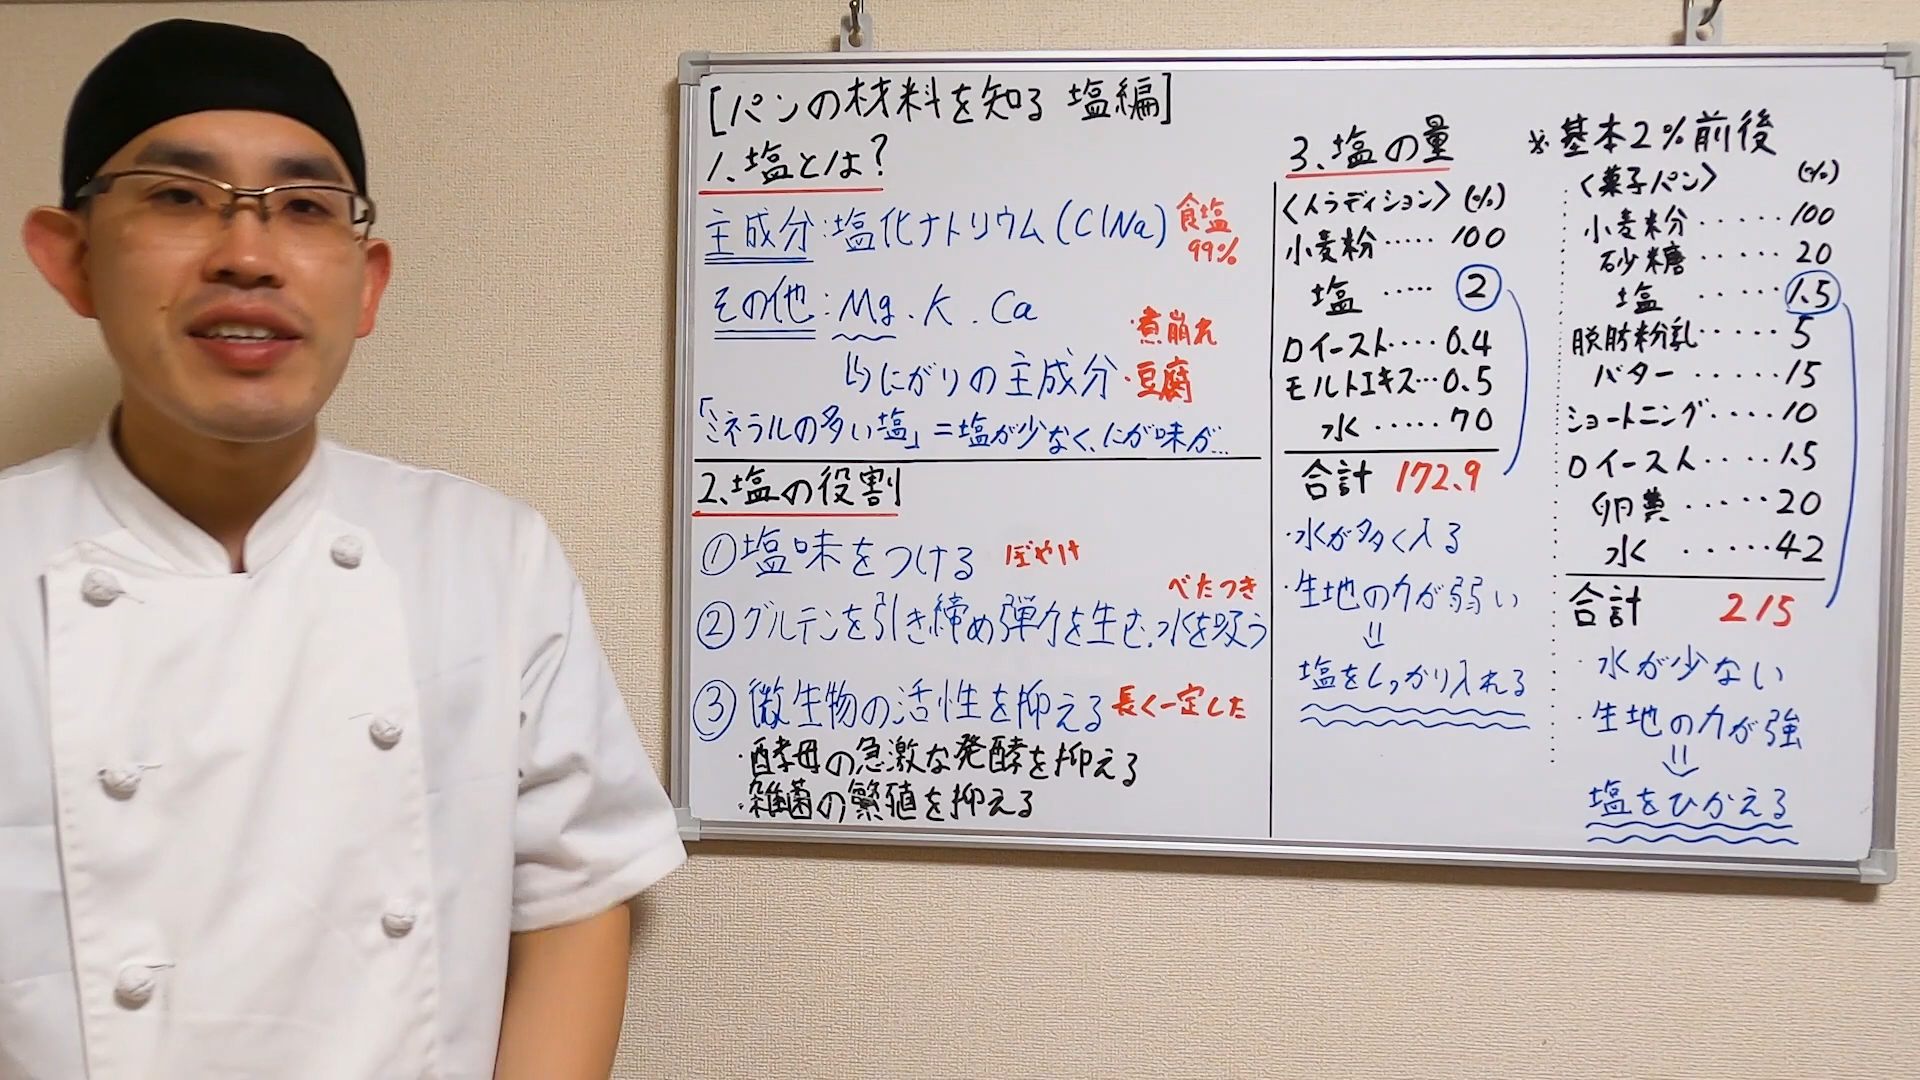 [パンの材料を知る 塩編]
1.塩とは?
主成分:塩化ナトリウム(ClNa) 食塩
99%
その他:Mg.K.Ca
・煮崩れ
↳にがりの主成分 ・豆腐
「ミネラルの多い塩」=塩が少なく、にが味が…
2.塩の役割
①塩味をつける ぼやけ
べたつき
②グルテンを引き締め弾力を生む.水を吸う
③微生物の活性を抑える 長く一定した
・酵母の急激な発酵を抑える
・雑菌の繁殖を抑える
3.塩の量 ※基本2%前後
〈トラディション〉(%)
小麦粉‥‥‥100
塩 ‥‥‥ 2
Dイースト‥‥0.4
モルトエキス…0.5
水 ‥‥‥70
合計 172.9
・水が多く入る
・生地の力が弱い
⇓
塩をしっかり入れる
〈菓子パン〉 (%)
小麦粉‥‥‥100
砂糖‥‥‥20
塩 ‥‥‥1.5
脱脂粉乳‥‥‥5
バター‥‥‥15
ショートニング‥‥10
Dイースト‥‥1.5
卵黄‥‥‥20
水 ‥‥‥42
合計 215
・水が少ない
・生地の力が強
⇓
塩をひかえる